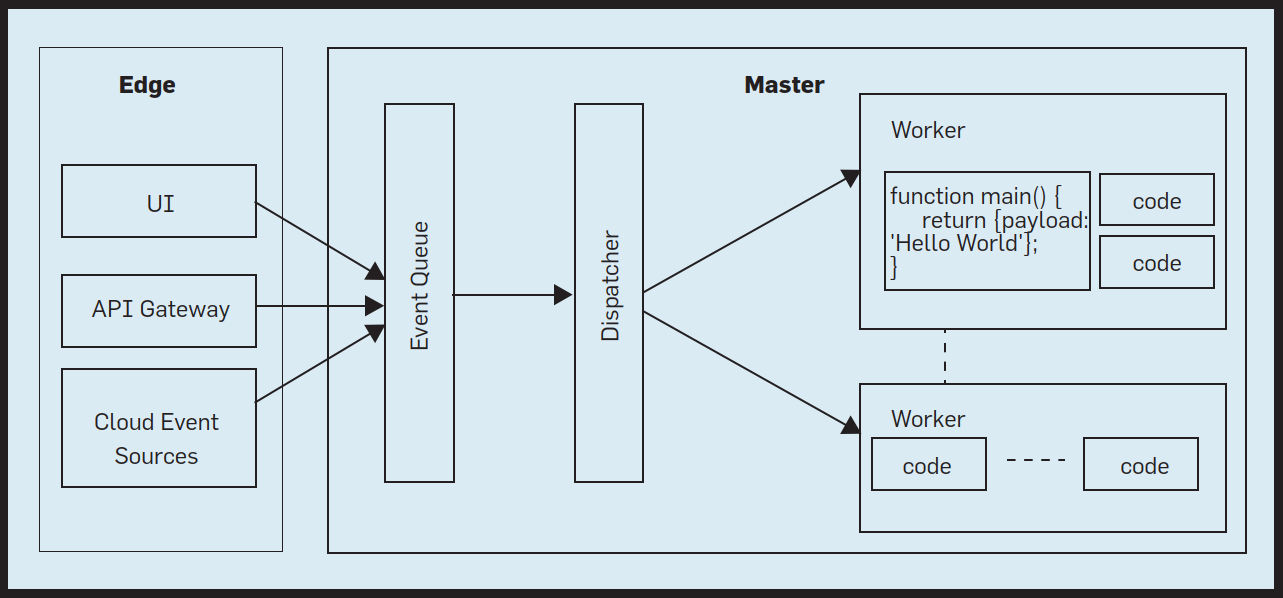 Edge
UI
API Gateway
Cloud Event
Sources
Master
Event Queue
Dispatcher
Worker
function main() {
return {payload:
'Hello World'};
}
code
code
Worker
code
code